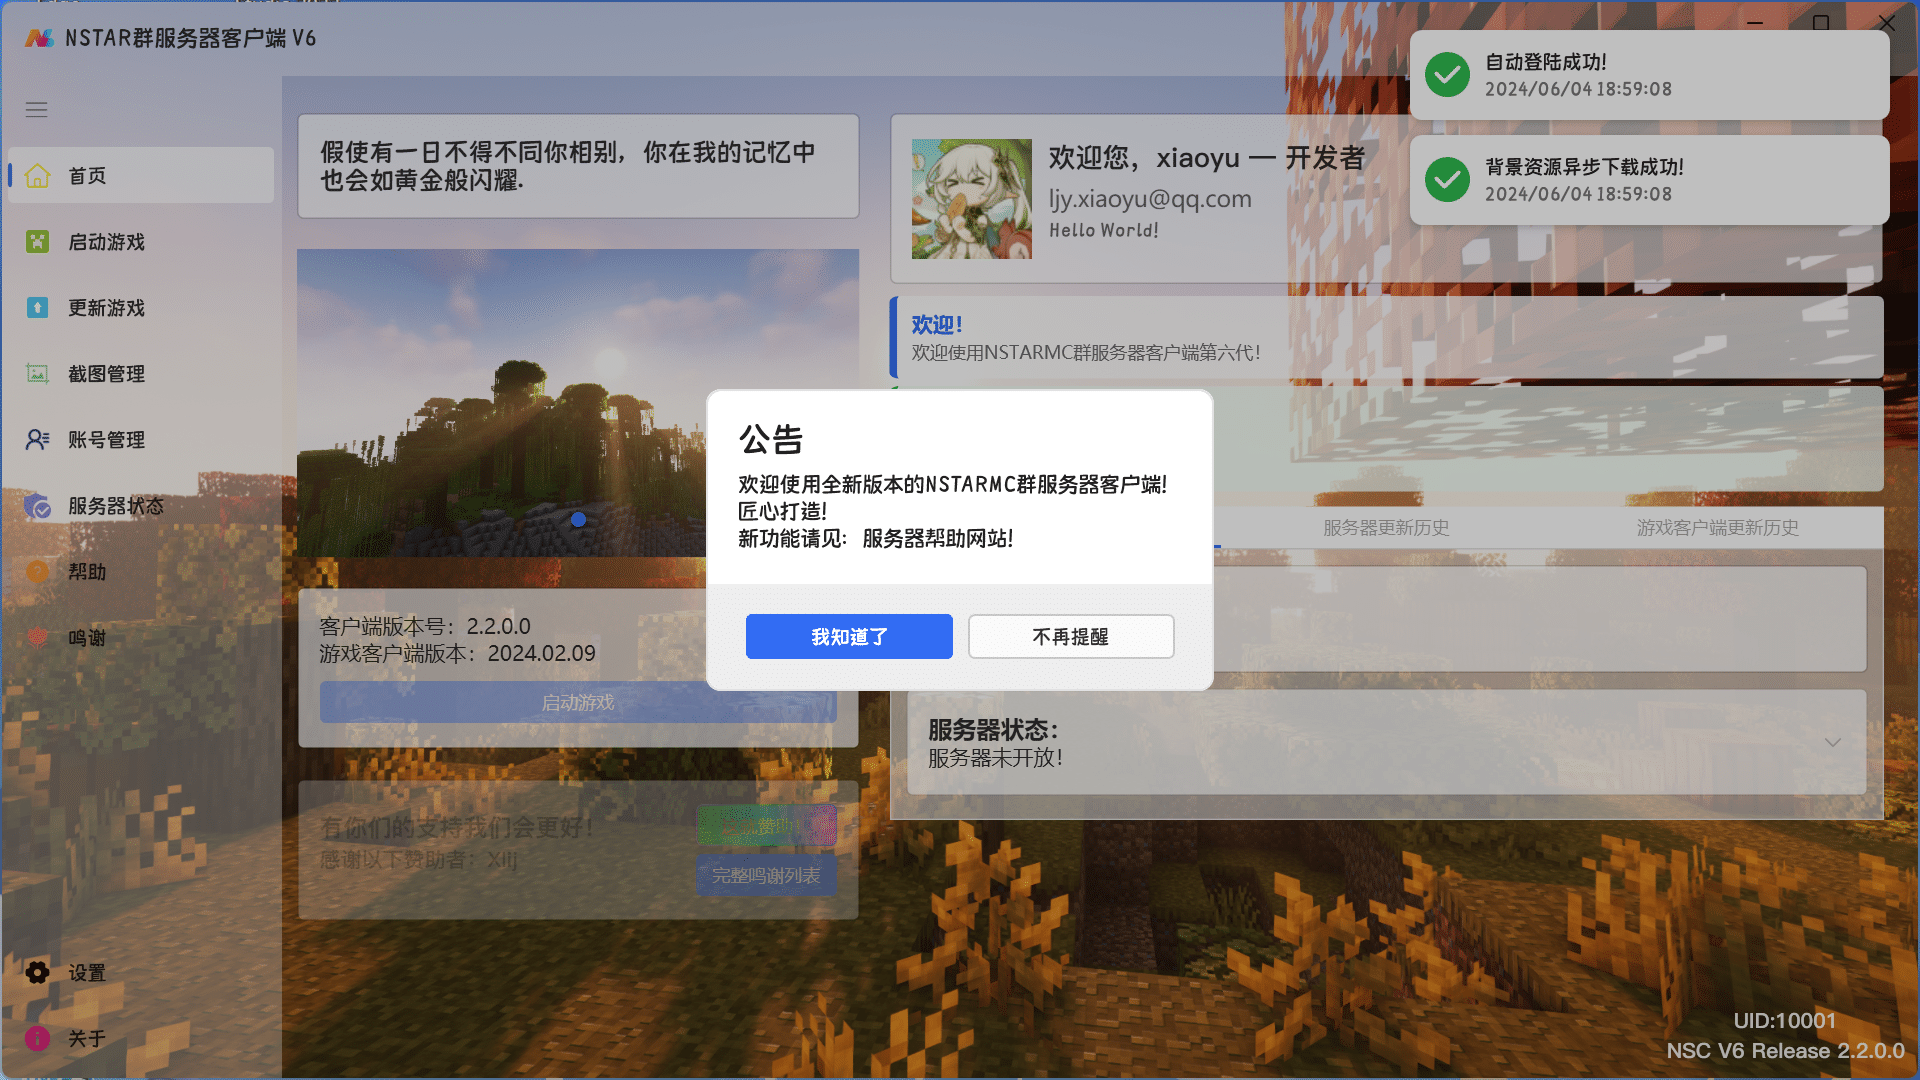 NSTAR群服务器客户端 V6
首页
启动游戏
更新游戏
截图管理
账号管理
服务器状态
帮助
鸣谢
设置
关于
假使有一日不得不同你相别，你在我的记忆中
也会如黄金般闪耀.
客户端版本号：2.2.0.0
游戏客户端版本：2024.02.09
启动游戏
有你们的支持我们会更好！
感谢以下赞助者：
完整鸣谢列表
欢迎您，xiaoyu — 开发者
ljy.xiaoyu@qq.com
Hello World!
欢迎！
欢迎使用NSTARMC群服务器客户端第六代！
服务器更新历史
游戏客户端更新历史
服务器状态：
服务器未开放！
自动登陆成功！
2024/06/04 18:59:08
背景资源异步下载成功！
2024/06/04 18:59:08
公告
欢迎使用全新版本的NSTARMC群服务器客户端！
匠心打造！
新功能请见：服务器帮助网站！
我知道了
不再提醒
UID:10001
NSC V6 Release 2.2.0.0